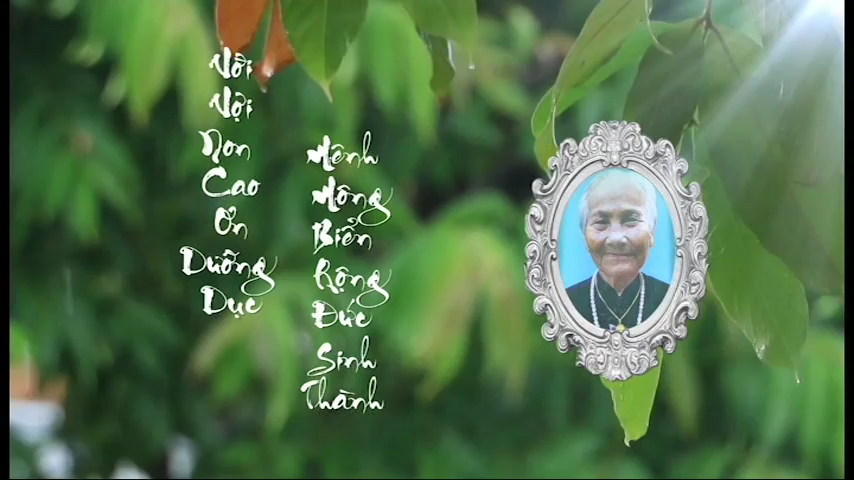 Vời
Vợi
Non
Cao
Ơn
Dưỡng
Dục
Mênh
Mông
Biển
Rộng
Đức
Sinh
Thành